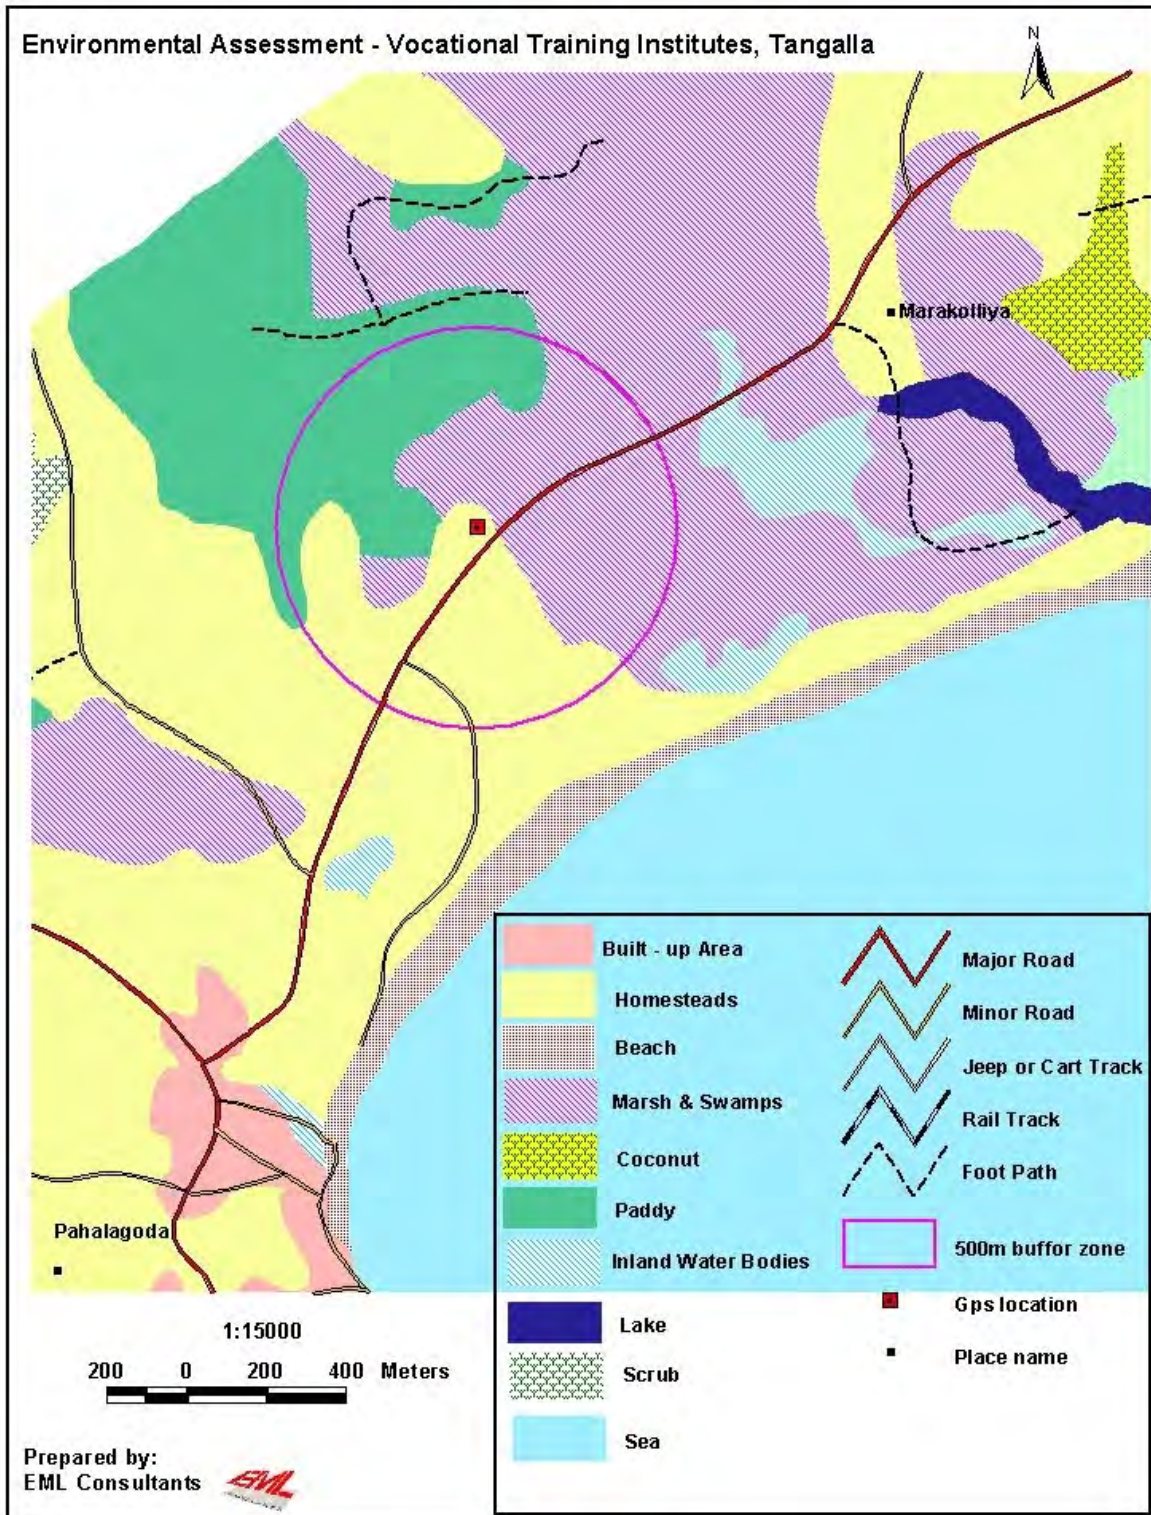 Environmental Assessment - Vocational Training Institutes, Tangalla
N
Marakolliya
Pahalagoda
Built - up Area
Homesteads
Beach
Marsh & Swamps
Coconut
Paddy
Inland Water Bodies
Lake
Scrub
Sea
Major Road
Minor Road
Jeep or Cart Track
Rail Track
Foot Path
500m buffor zone
Gps location
Place name
1:15000
200 0 200 400 Meters
Prepared by:
EML Consultants
EML